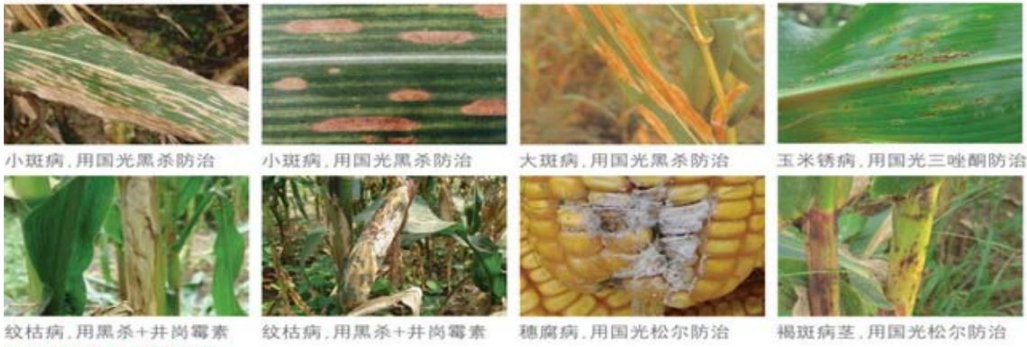 小斑病,用国光黑杀防治
小斑病,用国光黑杀防治
大斑病,用国光黑杀防治
玉米锈病,用国光三唑酮防治
纹枯病,用黑杀+井岗霉素
纹枯病,用黑杀+井岗霉素
穗腐病,用国光松尔防治
褐斑病茎,用国光松尔防治